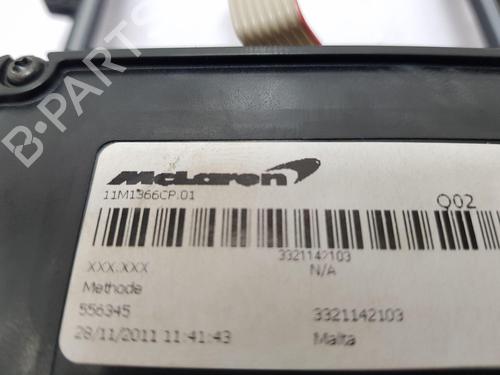 B-PARTS
McLaren
11M1366CP.01
Q02
3321142103
N/A
XXX.XXX
Methode
556345
3321142103
28/11/2011 11:41:43
Malta